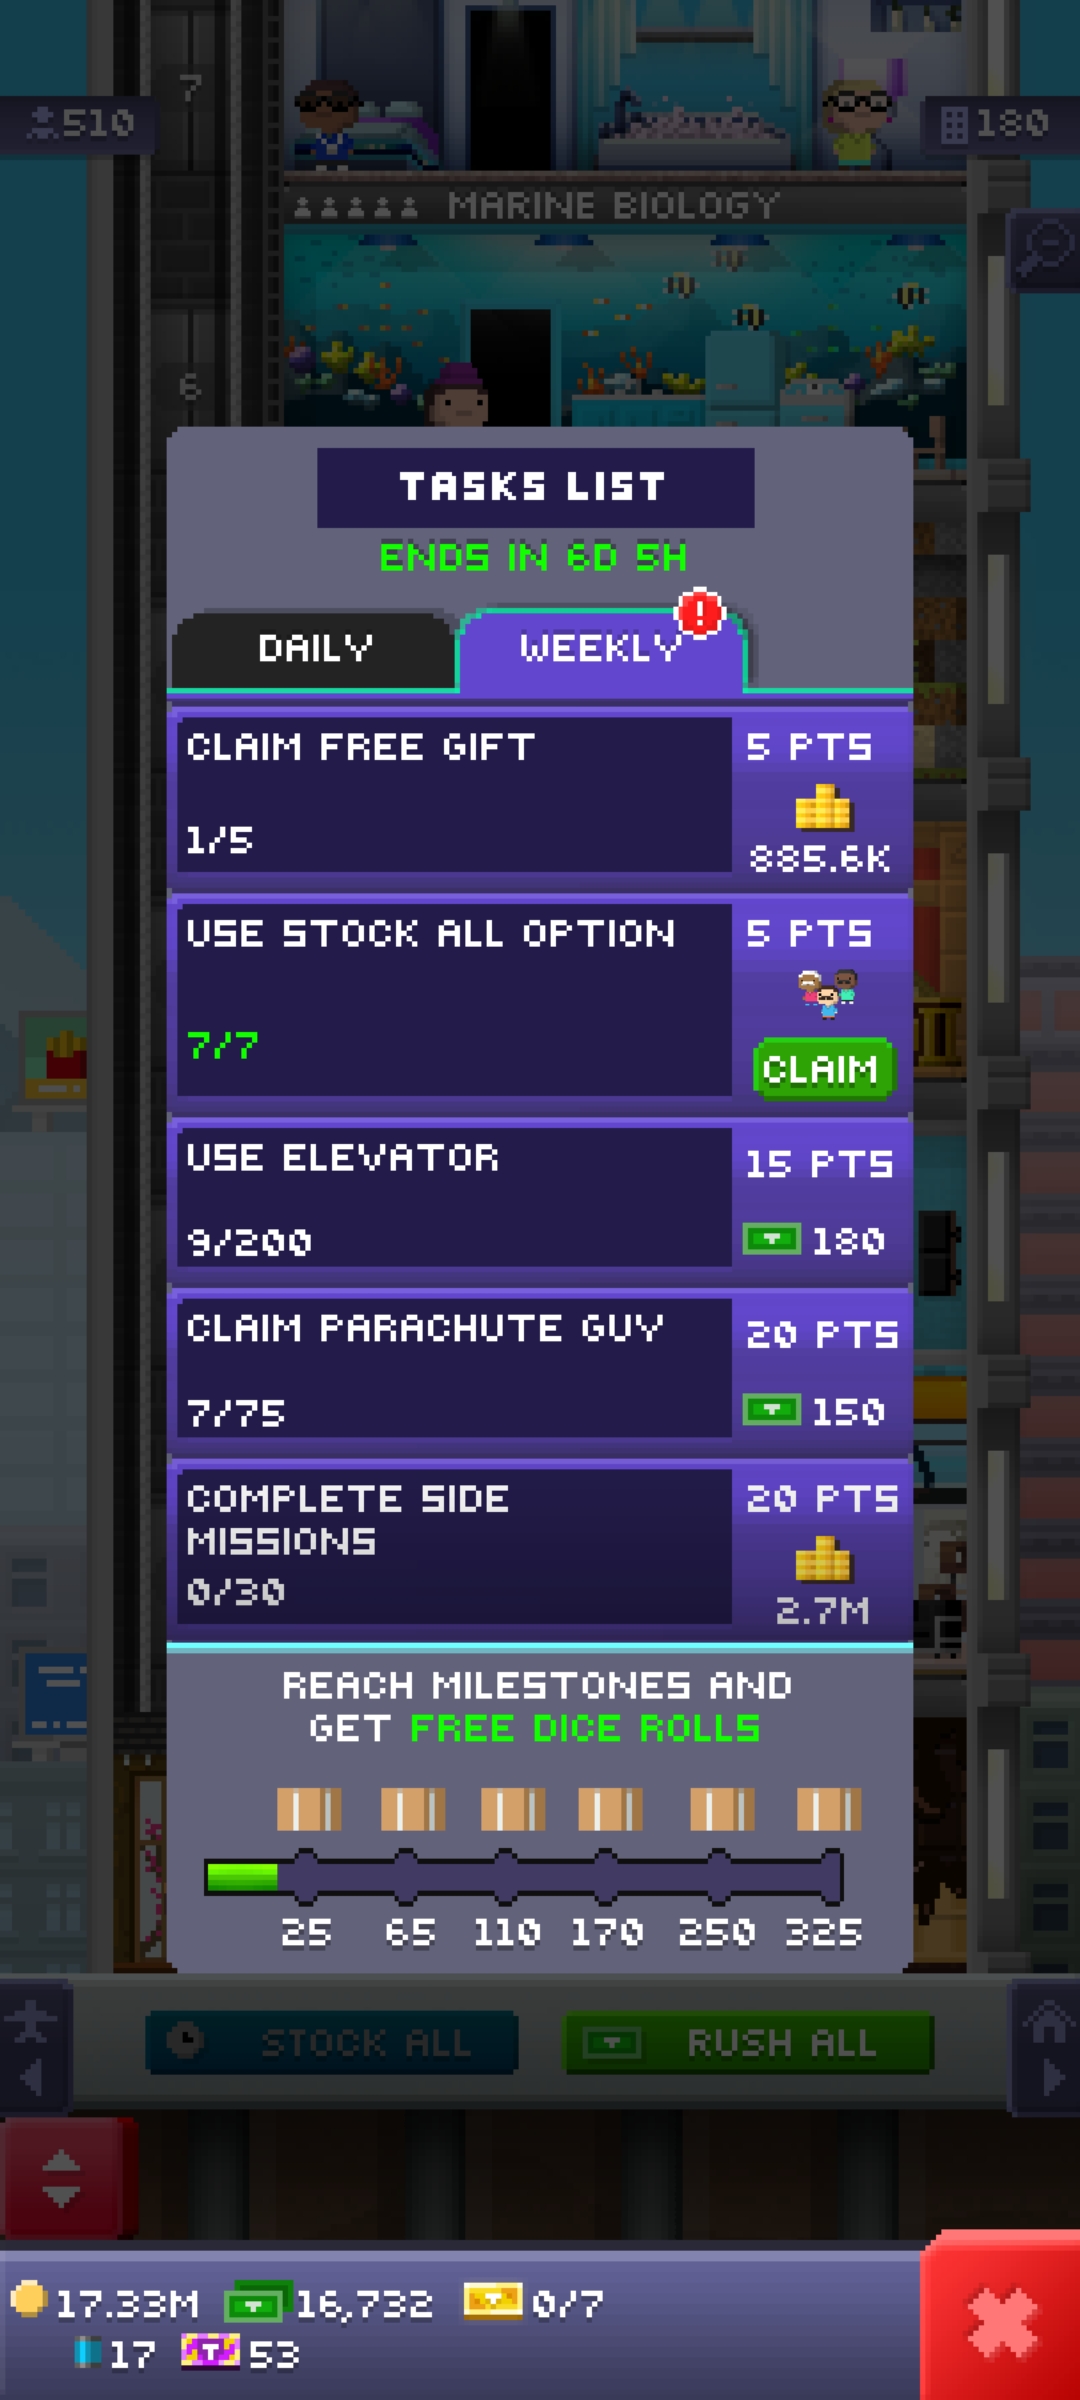 7
510
180
MARINE BIOLOGY
6
TASKS LIST
ENDS IN 6D 5H
DAILY
WEEKLY
!
CLAIM FREE GIFT
5 PTS
1/5
885.6K
USE STOCK ALL OPTION
5 PTS
7/7
CLAIM
USE ELEVATOR
15 PTS
9/200
180
CLAIM PARACHUTE GUY
20 PTS
7/75
150
COMPLETE SIDE
MISSIONS
20 PTS
0/30
2.7M
REACH MILESTONES AND
GET FREE DICE ROLLS
25 65 110 170 250 325
STOCK ALL
RUSH ALL
17.33M 16,732 0/7
17 53